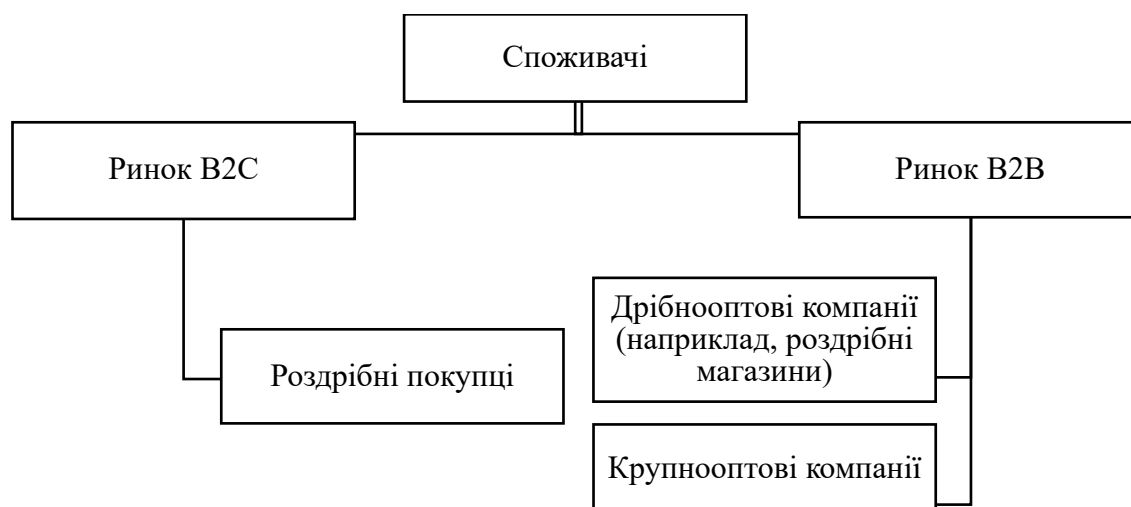 Споживачі
Ринок B2C
Ринок B2B
Роздрібні покупці
Дрібнооптові компанії
(наприклад, роздрібні
магазини)
Крупнооптові компанії